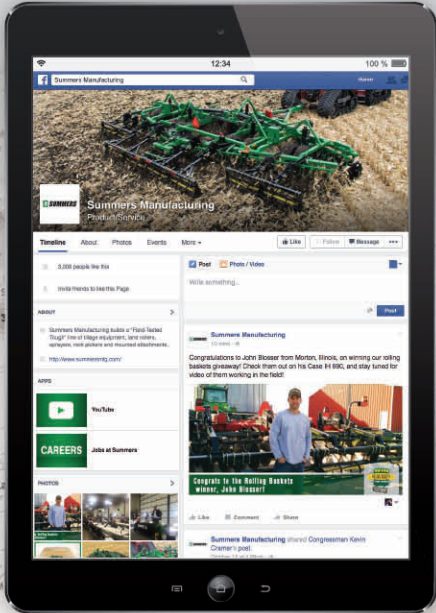 12:34
100 %
Summers Manufacturing
Home
SUMMERS
Summers Manufacturing
Product/Service
Timeline
About
Photos
Events
More
Like
Follow
Message
people like this
Invite friends to like this Page
Post
Photo / Video
Write something...
Post
ABOUT
Summers Manufacturing builds a "Field-Tested
Tough" line of tillage equipment, land rollers,
sprayers, rock pickers and mounted attachments.
http://www.summersmfg.com/
APPS
YouTube
CAREERS
Jobs at Summers
PHOTOS
Summers Manufacturing
Congratulations to John Blosser from Morton, Illinois, on winning our rolling
baskets giveaway! Check them out on his Case IH 690, and stay tuned for
video of them working in the field!
Congrats to the Rolling Baskets
winner, John Blosser!
Like
Comment
Share
Summers Manufacturing shared Congressman Kevin
Cramer's post.